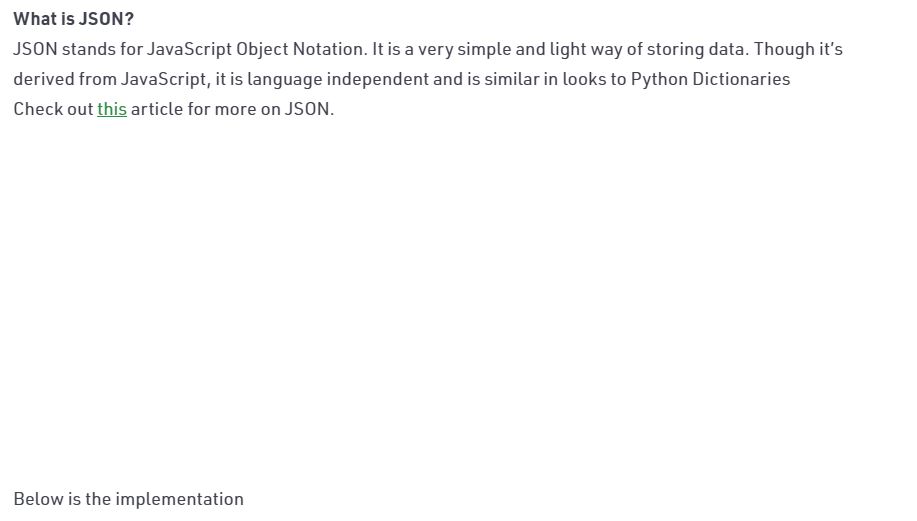 What is JSON?
JSON stands for JavaScript Object Notation. It is a very simple and light way of storing data. Though it’s
derived from JavaScript, it is language independent and is similar in looks to Python Dictionaries
Check out this article for more on JSON.
Below is the implementation